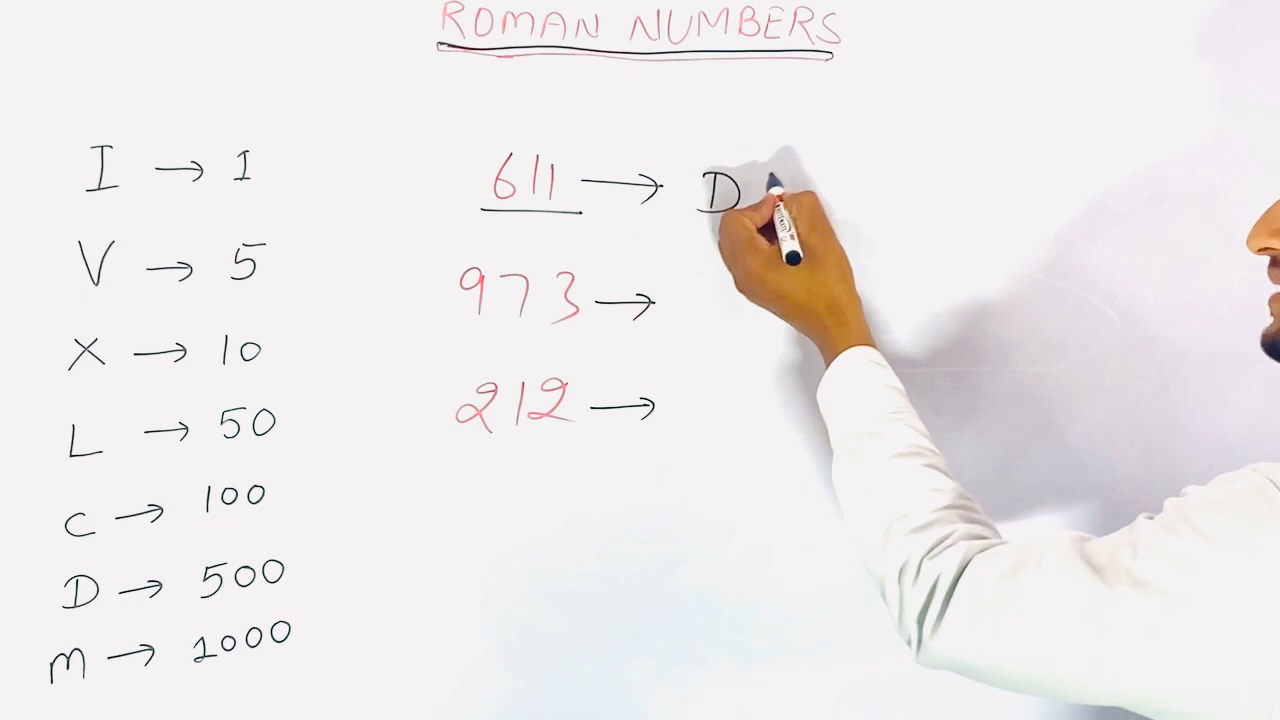 ROMAN NUMBERS
I → 1
V → 5
X → 10
L → 50
C → 100
D → 500
M → 1000
611 → D
973 →
212 →